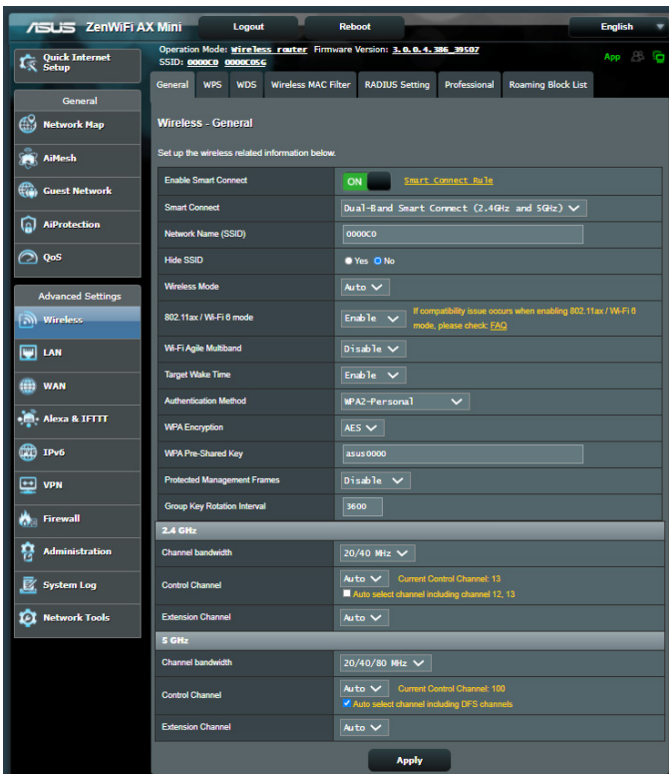 ASUS ZenWiFi AX Mini Logout Reboot English
Quick Internet Setup
Operation Mode: Wireless router Firmware Version: 3.0.0.4.386_39507
SSID: 0000C0 0000C05G
App
General WPS WDS Wireless MAC Filter RADIUS Setting Professional Roaming Block List
General
Network Map
AiMesh
Guest Network
AiProtection
QoS
Advanced Settings
Wireless
LAN
WAN
Alexa & IFTTT
IPv6
VPN
Firewall
Administration
System Log
Network Tools
Wireless - General
Set up the wireless related information below.
Enable Smart Connect ON Smart Connect Rule
Smart Connect Dual-Band Smart Connect (2.4GHz and 5GHz)
Network Name (SSID) 0000C0
Hide SSID Yes No
Wireless Mode Auto
802.11ax / Wi-Fi 6 mode Enable If compatibility issue occurs when enabling 802.11ax / Wi-Fi 6 mode, please check: FAQ
Wi-Fi Agile Multiband Disable
Target Wake Time Enable
Authentication Method WPA2-Personal
WPA Encryption AES
WPA Pre-Shared Key asus0000
Protected Management Frames Disable
Group Key Rotation Interval 3600
2.4 GHz
Channel bandwidth 20/40 MHz
Control Channel Auto Current Control Channel: 13
Auto select channel including channel 12, 13
Extension Channel Auto
5 GHz
Channel bandwidth 20/40/80 MHz
Control Channel Auto Current Control Channel: 100
Auto select channel including DFS channels
Extension Channel Auto
Apply